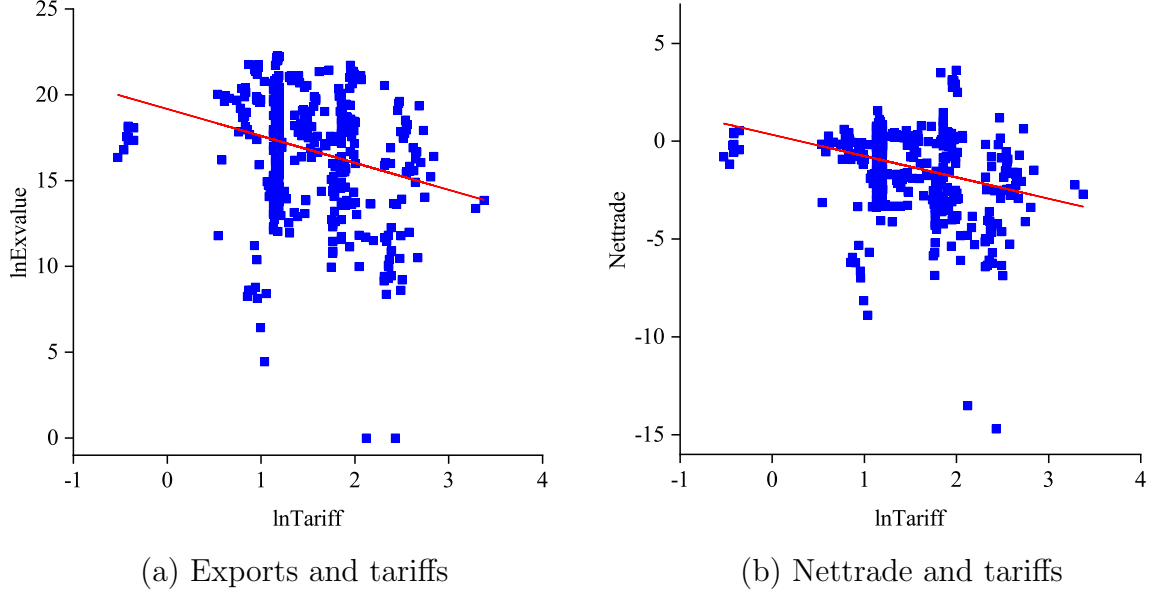 25
20
15
10
5
0
lnExvalue
-1 0 1 2 3 4
lnTariff
(a) Exports and tariffs
5
0
-5
-10
-15
Nettrade
-1 0 1 2 3 4
lnTariff
(b) Nettrade and tariffs